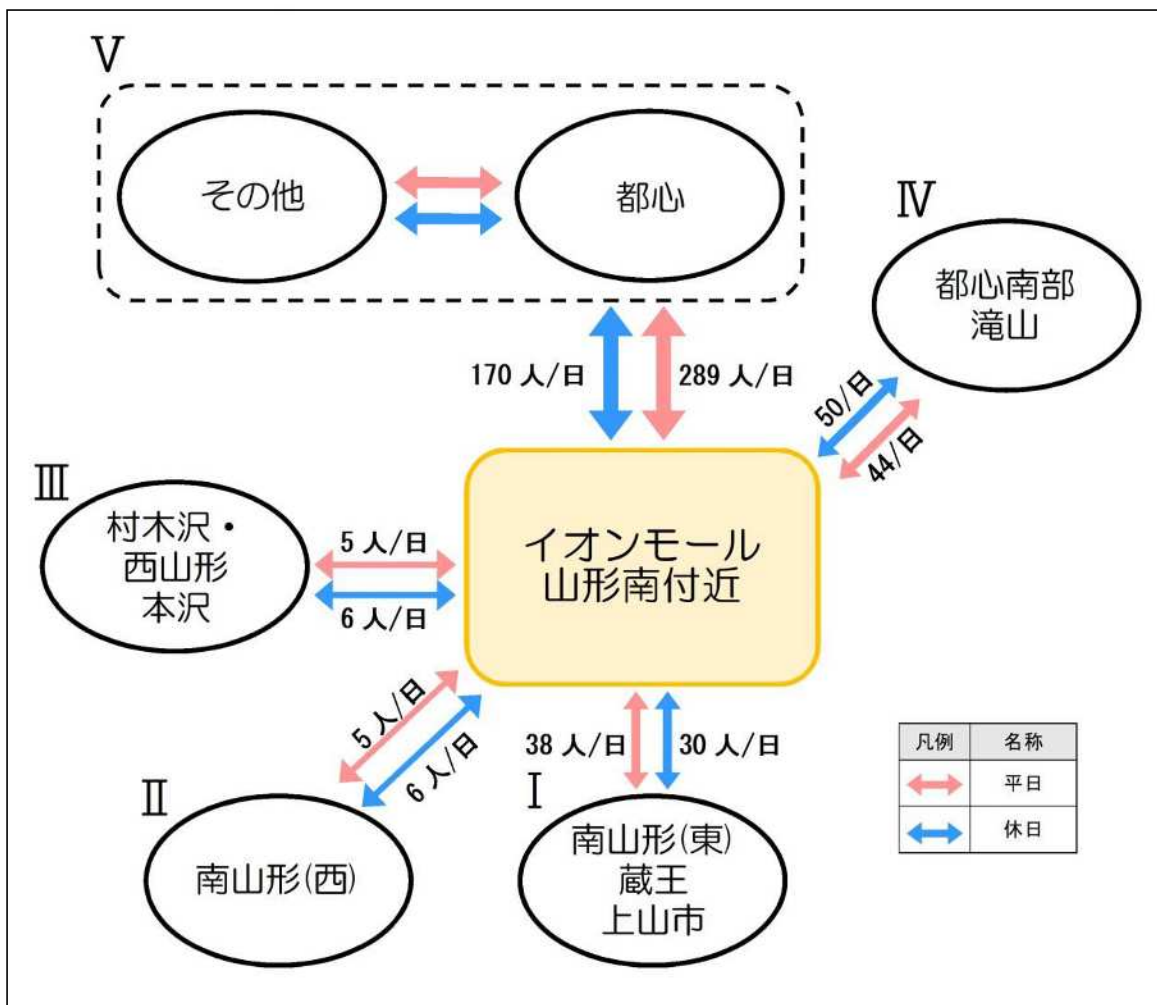 Ⅴ
その他
都心
Ⅳ
都心南部
滝山
170 人/日
289 人/日
50/日
44/日
Ⅲ
村木沢・
西山形
本沢
5 人/日
6 人/日
イオンモール
山形南付近
5 人/日
6 人/日
38 人/日
30 人/日
Ⅱ
南山形(西)
Ⅰ
南山形(東)
蔵王
上山市
凡例 名称
平日
休日